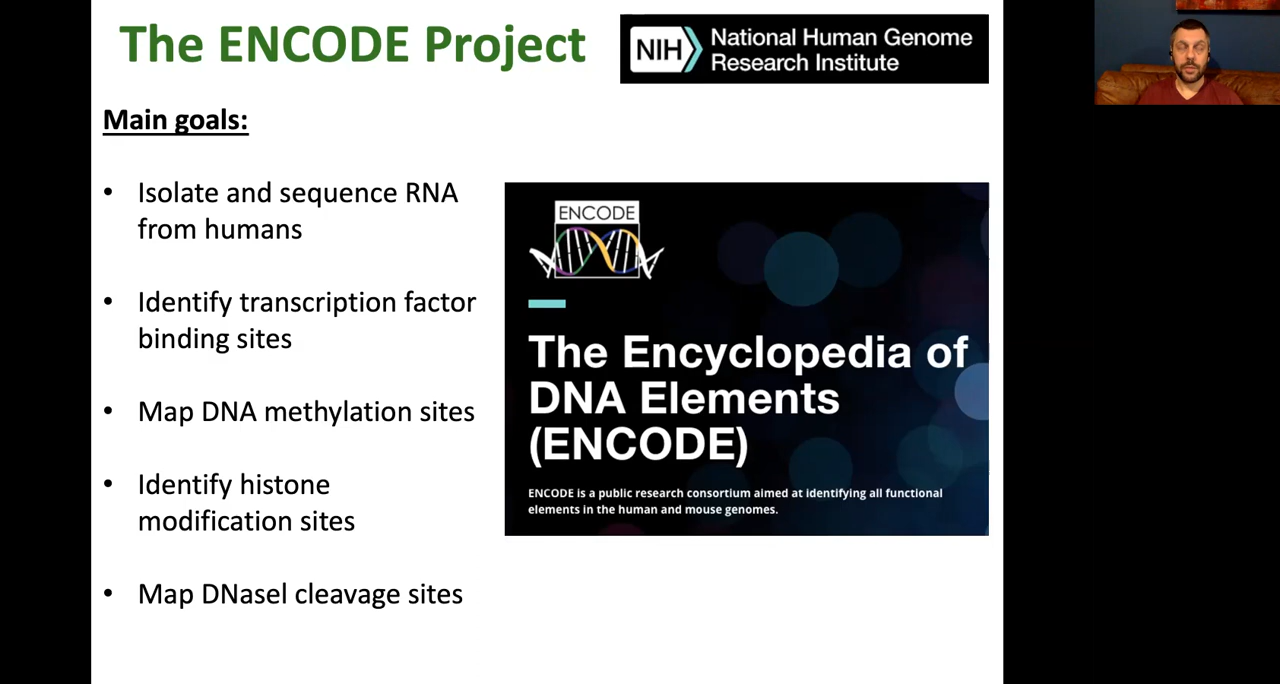 The ENCODE Project
NIH
National Human Genome
Research Institute
Main goals:
• Isolate and sequence RNA
from humans
• Identify transcription factor
binding sites
• Map DNA methylation sites
• Identify histone
modification sites
• Map DNaseI cleavage sites
ENCODE
The Encyclopedia of
DNA Elements
(ENCODE)
ENCODE is a public research consortium aimed at identifying all functional
elements in the human and mouse genomes.